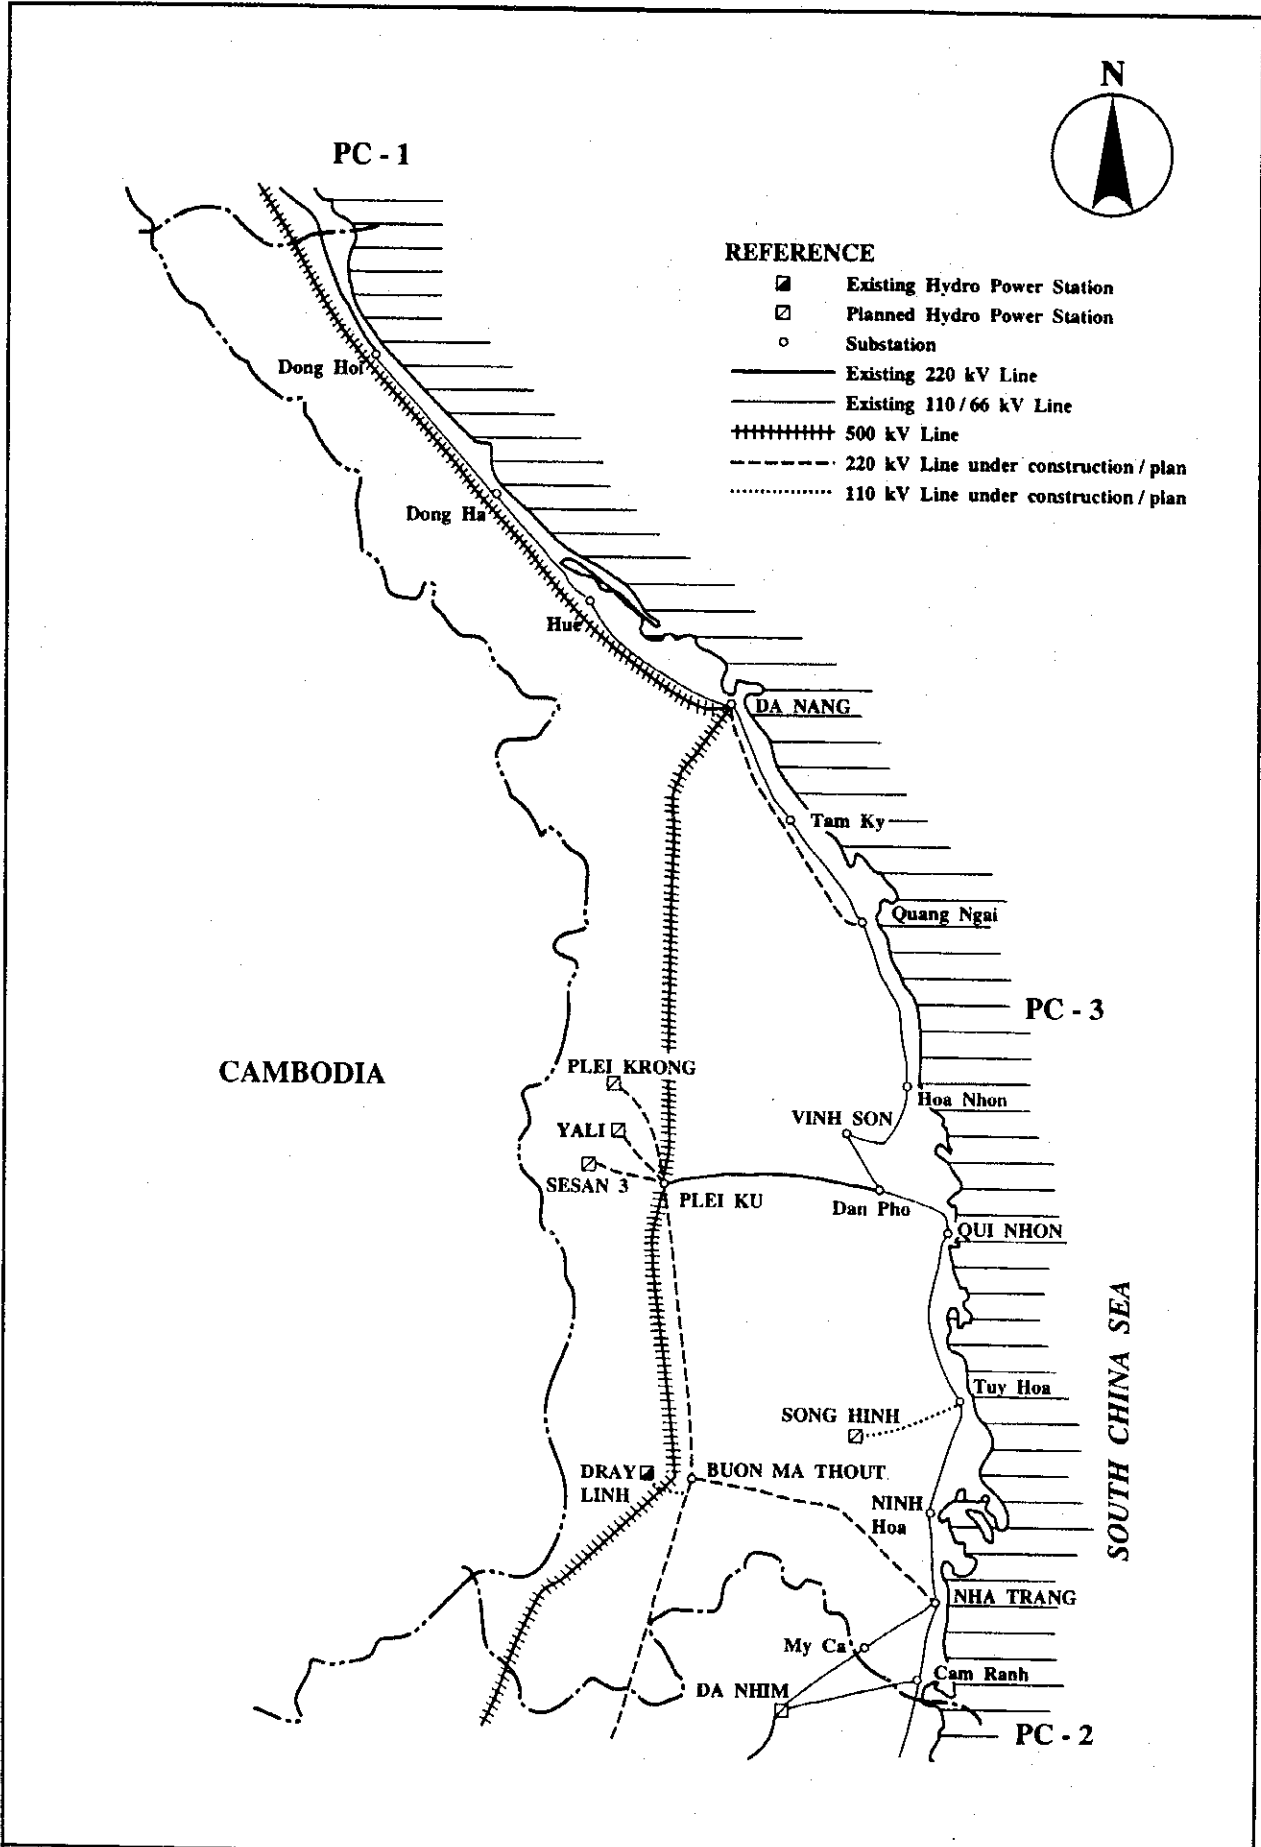 N
PC - 1
REFERENCE
Existing Hydro Power Station
Planned Hydro Power Station
Substation
Existing 220 kV Line
Existing 110/66 kV Line
500 kV Line
220 kV Line under construction / plan
110 kV Line under construction / plan
Dong Hoi
Dong Ha
Hue
DA NANG
Tam Ky
Quang Ngai
PC - 3
CAMBODIA
PLEI KRONG
Hoa Nhon
VINH SON
YALI
SESAN 3
PLEI KU
Dan Pho
QUI NHON
SOUTH CHINA SEA
Tuy Hoa
SONG HINH
DRAY
LINH
BUON MA THOUT
NINH
Hoa
NHA TRANG
My Ca
Cam Ranh
DA NHIM
PC - 2